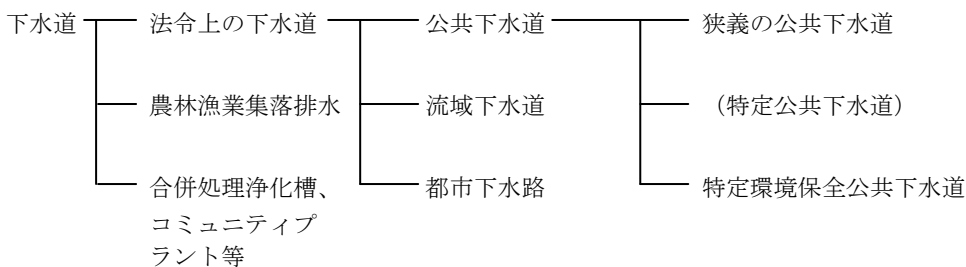 下水道 法令上の下水道 公共下水道 狭義の公共下水道
農林漁業集落排水 流域下水道 （特定公共下水道）
合併処理浄化槽、 都市下水路 特定環境保全公共下水道
コミュニティプ
ラント等